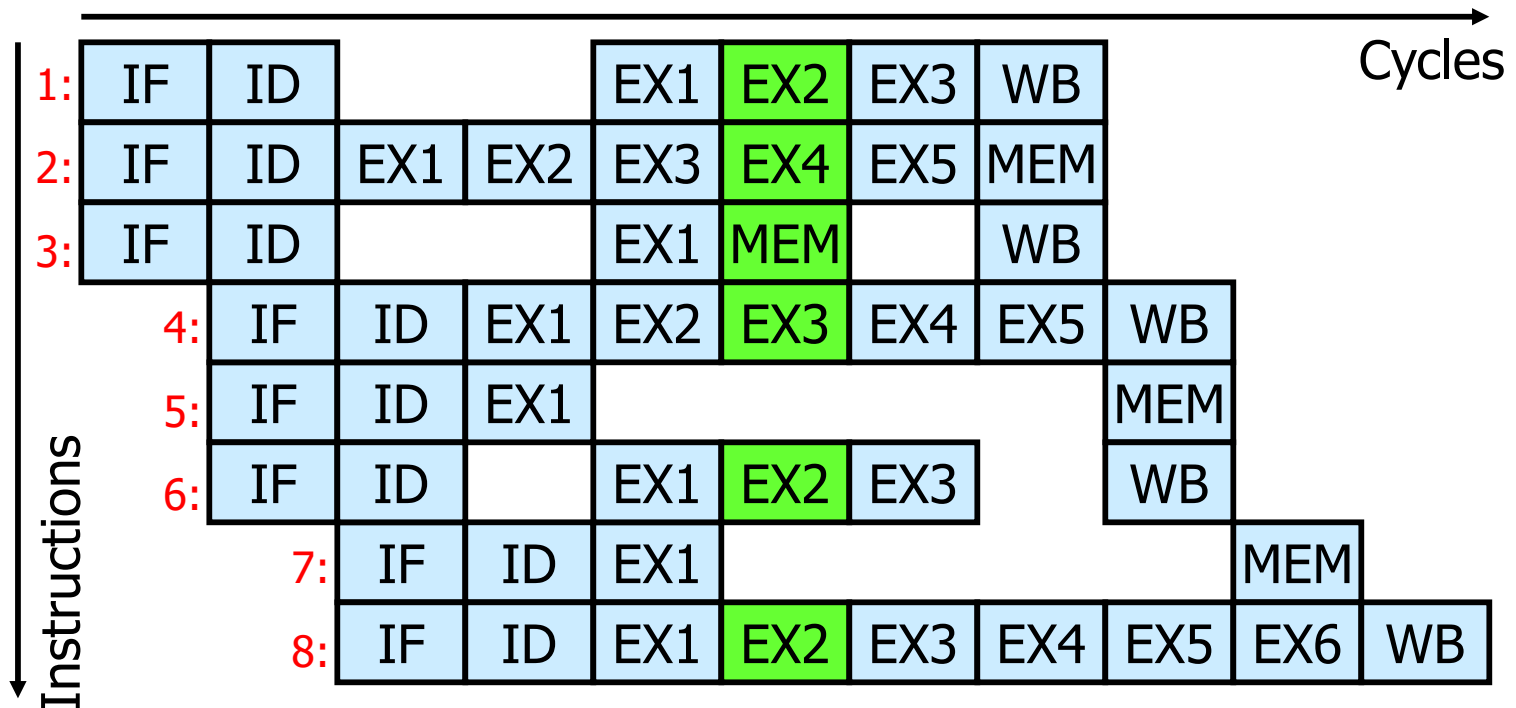 Cycles
1: IF ID EX1 EX2 EX3 WB
2: IF ID EX1 EX2 EX3 EX4 EX5 MEM
3: IF ID EX1 MEM WB
4: IF ID EX1 EX2 EX3 EX4 EX5 WB
5: IF ID EX1 MEM
6: IF ID EX1 EX2 EX3 WB
7: IF ID EX1 MEM
8: IF ID EX1 EX2 EX3 EX4 EX5 EX6 WB
Instructions